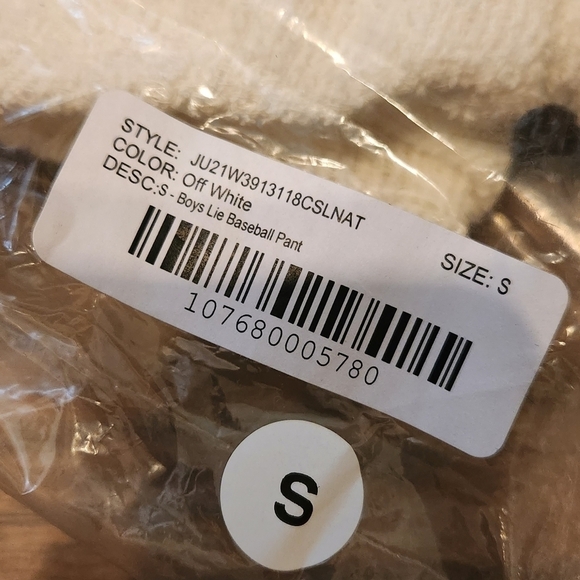 STYLE: JU21W3913118CSLNAT
COLOR: Off White
DESC:S - Boys Lie Baseball Pant
SIZE: S
107680005780
S